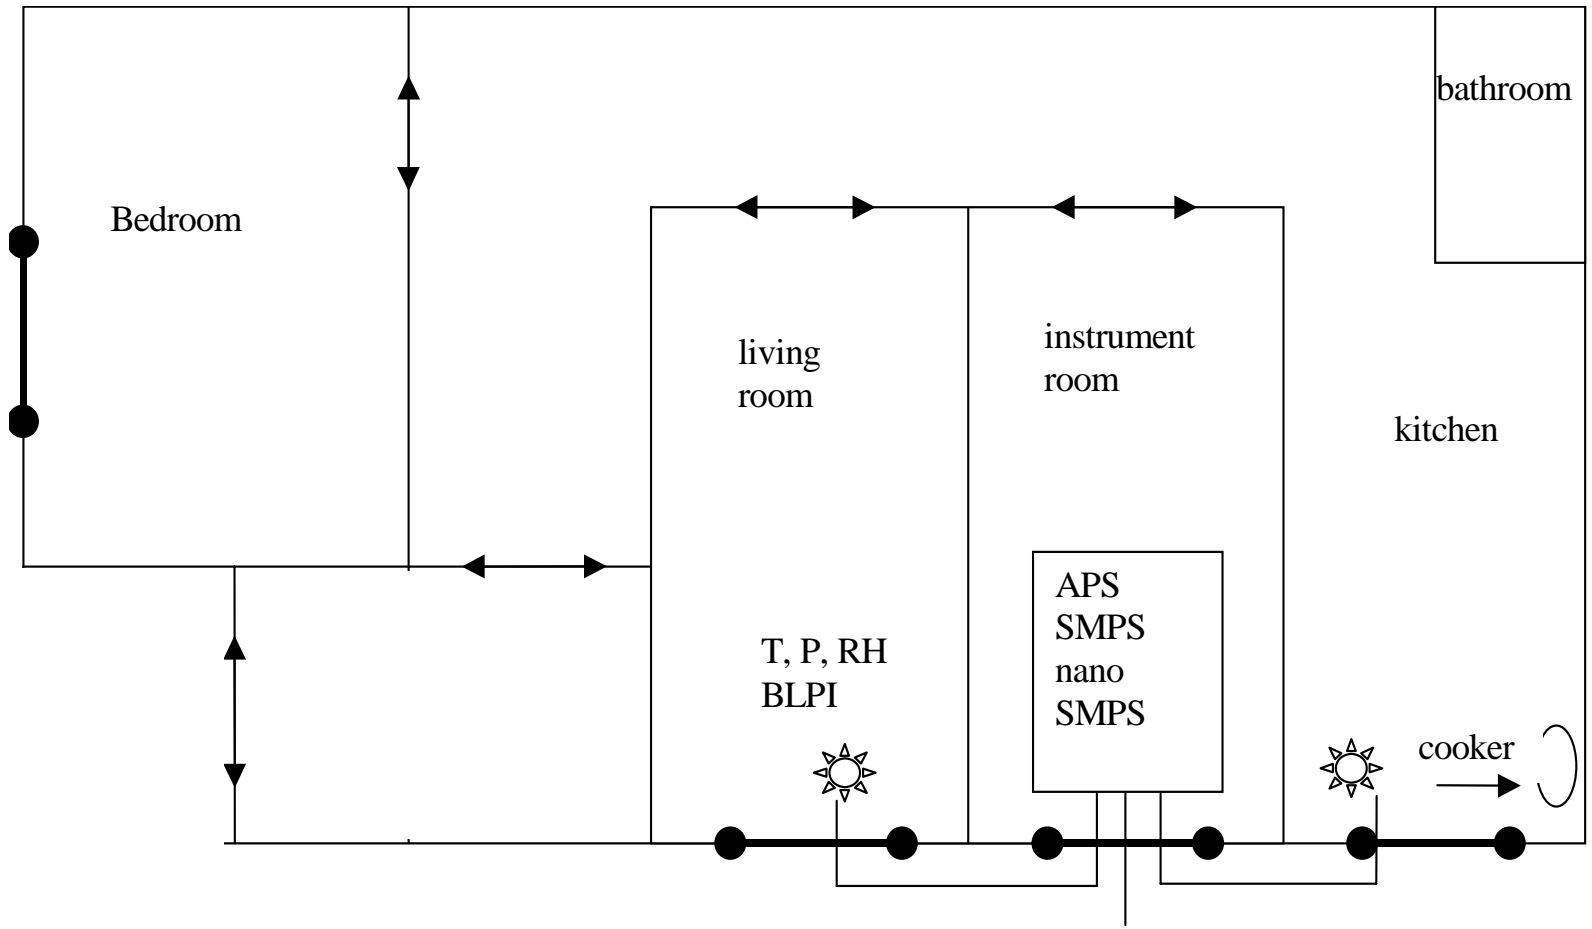 bathroom
Bedroom
living
room
instrument
room
kitchen
APS
SMPS
nano
SMPS
T, P, RH
BLPI
cooker